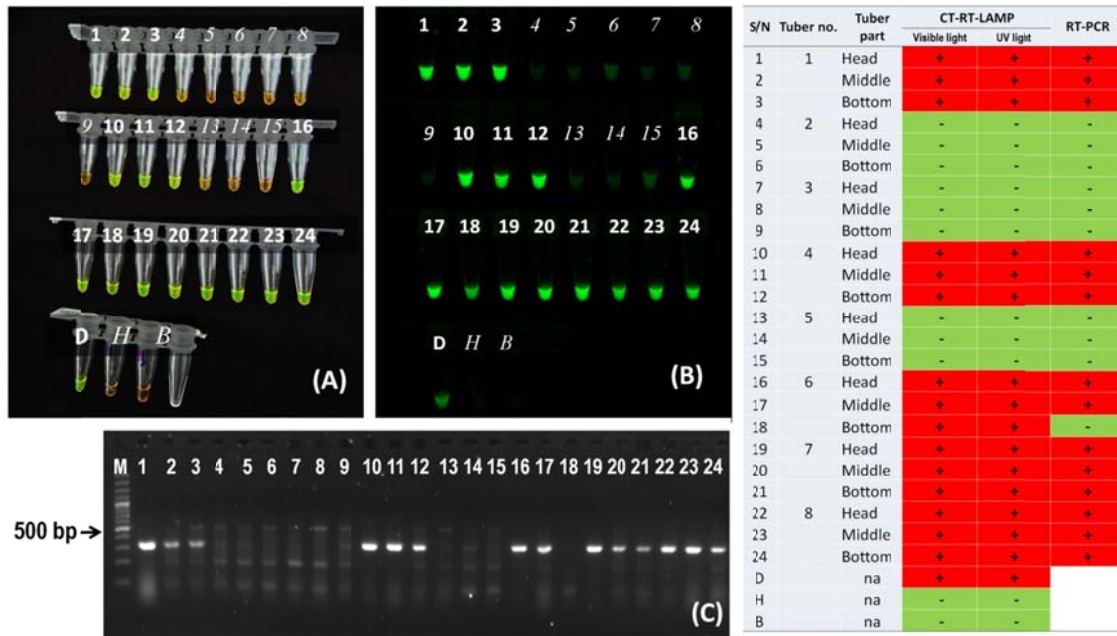 1 2 3 4 5 6 7 8
9 10 11 12 13 14 15 16
17 18 19 20 21 22 23 24
D H B
(A)
1 2 3 4 5 6 7 8
9 10 11 12 13 14 15 16
17 18 19 20 21 22 23 24
D H B
(B)
M 1 2 3 4 5 6 7 8 9 10 11 12 13 14 15 16 17 18 19 20 21 22 23 24
500 bp→
(C)
S/N Tuber no. Tuber part CT-RT-LAMP RT-PCR
Visible light UV light
1 1 Head + + +
2 Middle + + +
3 Bottom + + +
4 2 Head - - -
5 Middle - - -
6 Bottom - - -
7 3 Head - - -
8 Middle - - -
9 Bottom - - -
10 4 Head + + +
11 Middle + + +
12 Bottom + + +
13 5 Head - - -
14 Middle - - -
15 Bottom - - -
16 6 Head + + +
17 Middle + + +
18 Bottom + + -
19 7 Head + + +
20 Middle + + +
21 Bottom + + +
22 8 Head + + +
23 Middle + + +
24 Bottom + + +
D na + +
H na - -
B na - -